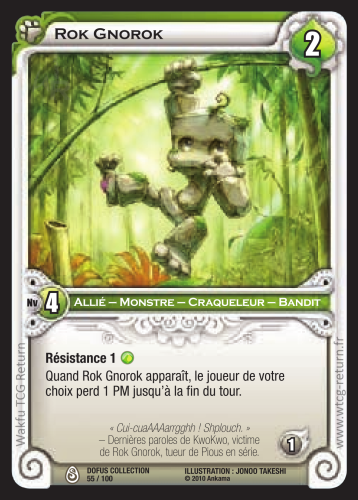 Rok Gnorok
2
Nv 4
Allié – Monstre – Craqueleur – Bandit
Résistance 1
Quand Rok Gnorok apparaît, le joueur de votre
choix perd 1 PM jusqu'à la fin du tour.
« Cui-cuaAAAarrgghh ! Shplouch. »
– Dernières paroles de KwoKwo, victime
de Rok Gnorok, tueur de Pious en série.
1
DOFUS COLLECTION
55 / 100
ILLUSTRATION : JONOO TAKESHI
© 2010 Ankama
Wakfu TCG Return
www.wtcg-return.fr